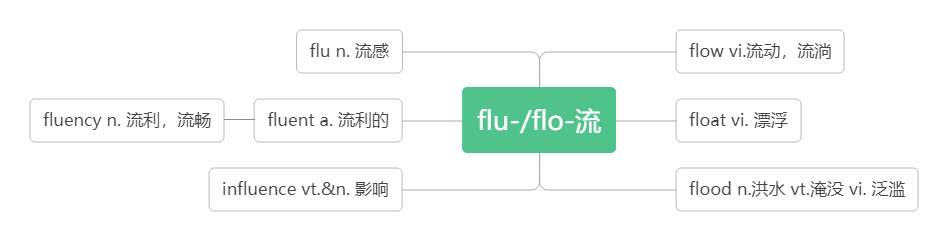 flu n. 流感
flow vi.流动，流淌
fluency n. 流利，流畅
fluent a. 流利的
flu-/flo-流
float vi. 漂浮
influence vt.&n. 影响
flood n.洪水 vt.淹没 vi. 泛滥